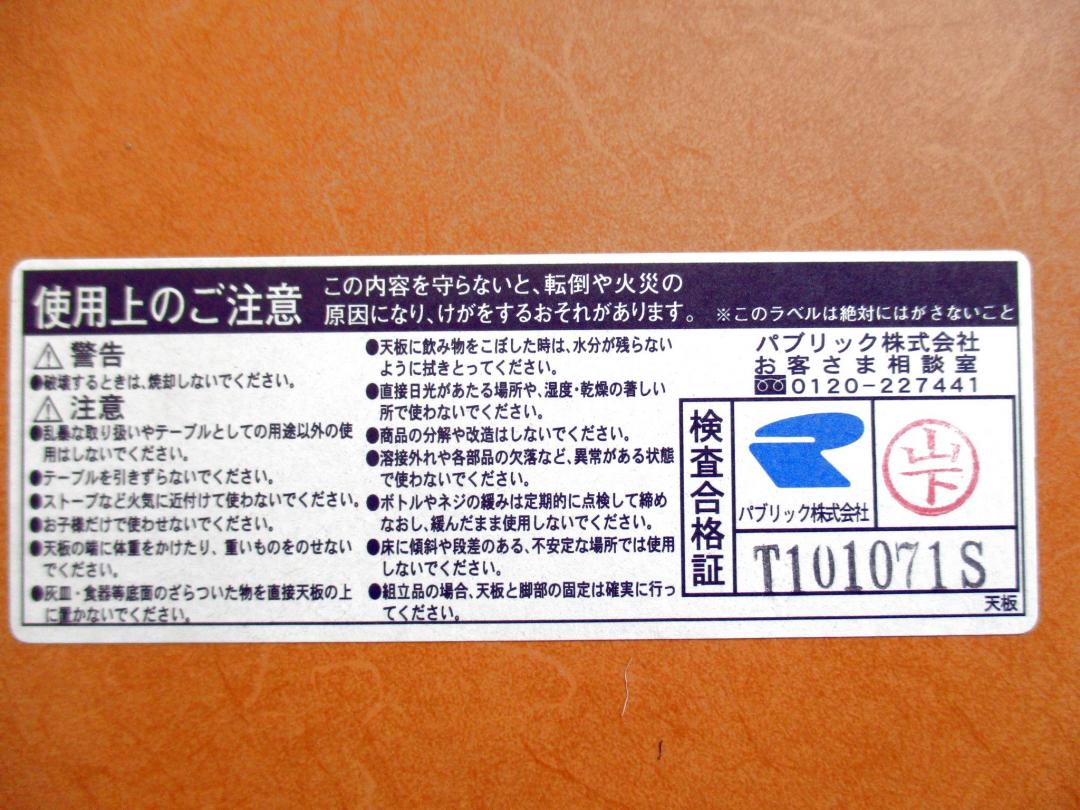 使用上のご注意
この内容を守らないと、転倒や火災の
原因になり、けがをするおそれがあります。
※このラベルは絶対にはがさないこと
⚠警告
●破壊するときは、焼却しないでください。
⚠注意
●乱暴な取り扱いやテーブルとしての用途以外の使
用はしないでください。
●テーブルを引きずらないでください。
●ストーブなど火気に近付けて使わないでください。
●お子様だけで使わせないでください。
●天板の端に体重をかけたり、重いものをのせない
でください。
●灰皿・食器等底面のざらついた物を直接天板の上
に置かないでください。
●天板に飲み物をこぼした時は、水分が残らない
ように拭きとってください。
●直接日光があたる場所や、湿度・乾燥の著しい
所で使わないでください。
●商品の分解や改造はしないでください。
●溶接外れや各部品の欠落など、異常がある状態
で使わないでください。
●ボトルやネジの緩みは定期的に点検して締め
なおし、緩んだまま使用しないでください。
●床に傾斜や段差のある、不安定な場所では使用
しないでください。
●組立品の場合、天板と脚部の固定は確実に行っ
てください。
パブリック株式会社
お客さま相談室
0120-227441
検査合格証
パブリック株式会社
山下
T101071S
天板